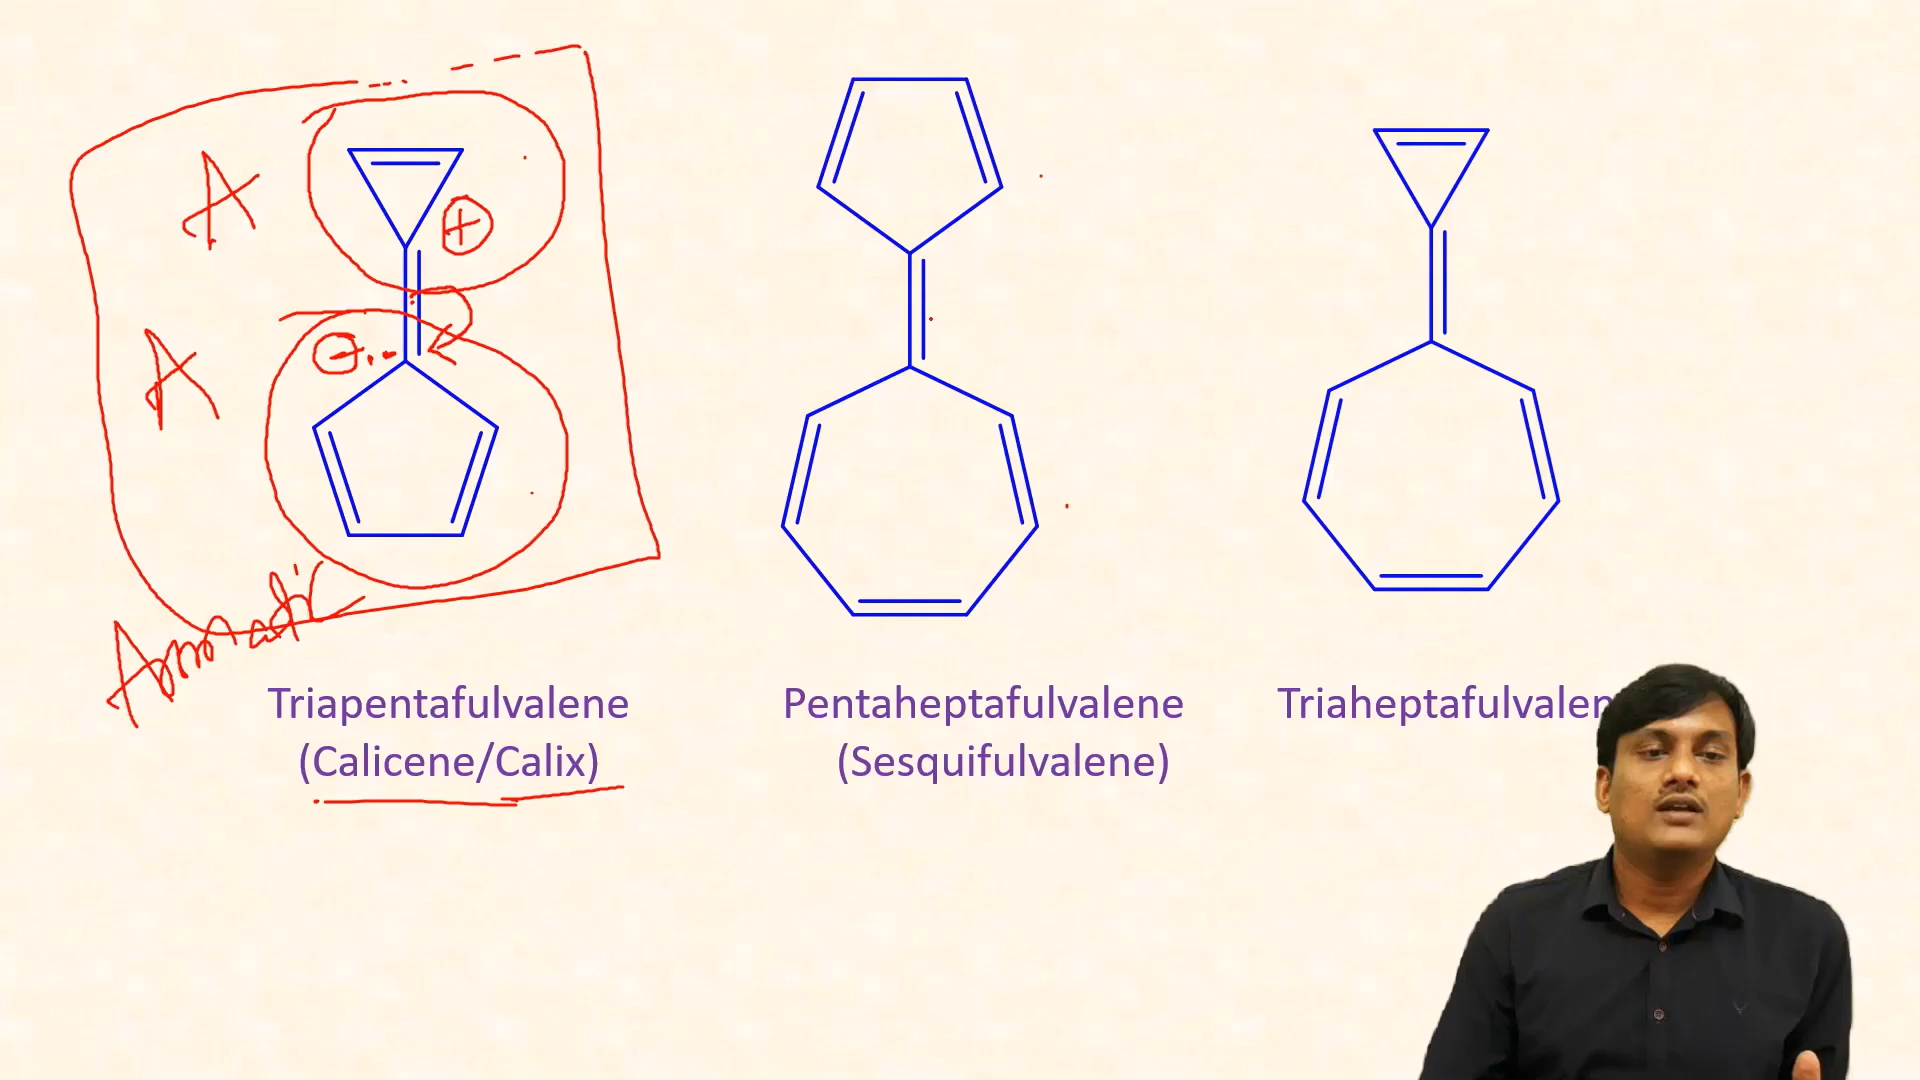 A
⊕
A
⊖
Aromatic
Triapentafulvalene
(Calicene/Calix)
Pentaheptafulvalene
(Sesquifulvalene)
Triaheptafulvalen